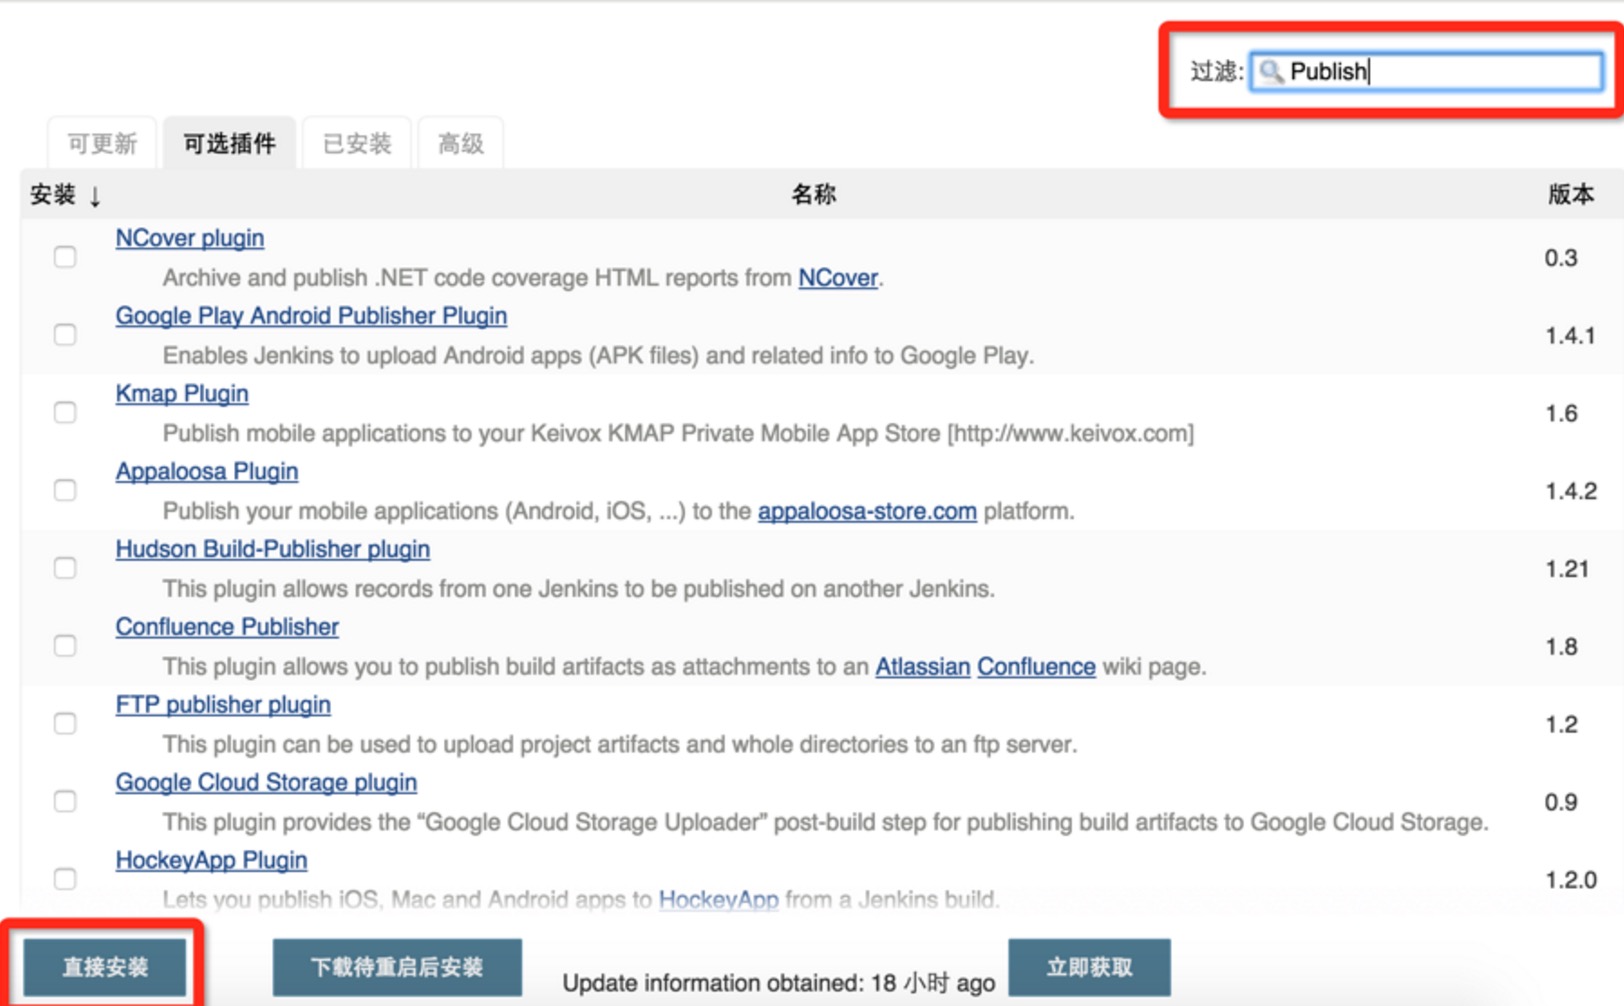 过滤: Publish
可更新 可选插件 已安装 高级
安装 ↓ 名称 版本
NCover plugin
Archive and publish .NET code coverage HTML reports from NCover.
0.3
Google Play Android Publisher Plugin
Enables Jenkins to upload Android apps (APK files) and related info to Google Play.
1.4.1
Kmap Plugin
Publish mobile applications to your Keivox KMAP Private Mobile App Store [http://www.keivox.com]
1.6
Appaloosa Plugin
Publish your mobile applications (Android, iOS, ...) to the appaloosa-store.com platform.
1.4.2
Hudson Build-Publisher plugin
This plugin allows records from one Jenkins to be published on another Jenkins.
1.21
Confluence Publisher
This plugin allows you to publish build artifacts as attachments to an Atlassian Confluence wiki page.
1.8
FTP publisher plugin
This plugin can be used to upload project artifacts and whole directories to an ftp server.
1.2
Google Cloud Storage plugin
This plugin provides the “Google Cloud Storage Uploader” post-build step for publishing build artifacts to Google Cloud Storage.
0.9
HockeyApp Plugin
Lets you publish iOS, Mac and Android apps to HockeyApp from a Jenkins build.
1.2.0
直接安装 下载待重启后安装 Update information obtained: 18 小时 ago 立即获取